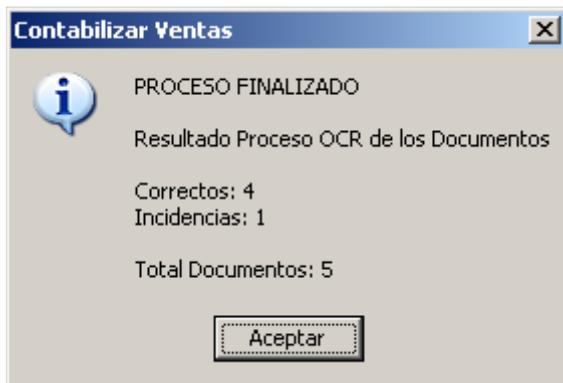 Contabilizar Ventas
PROCESO FINALIZADO
Resultado Proceso OCR de los Documentos
Correctos: 4
Incidencias: 1
Total Documentos: 5
Aceptar